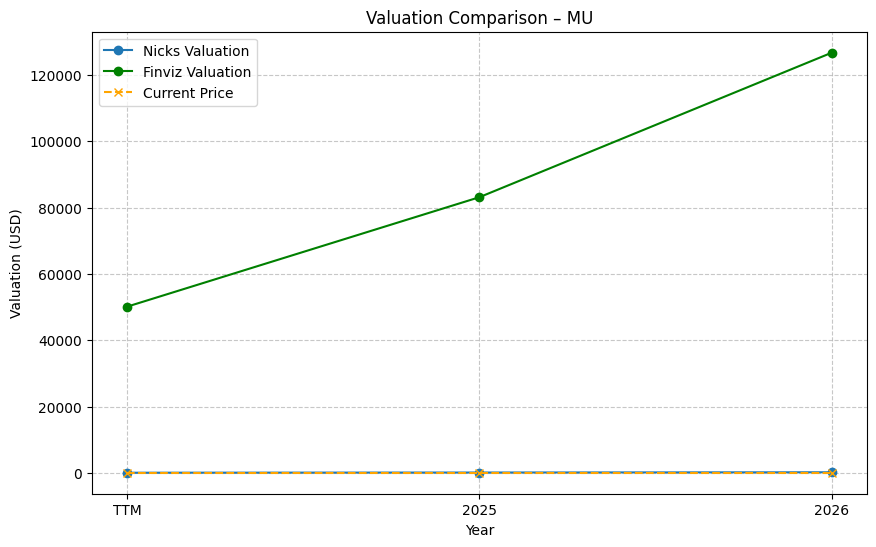 Valuation Comparison – MU
Nicks Valuation
Finviz Valuation
Current Price
Valuation (USD)
120000
100000
80000
60000
40000
20000
0
TTM
2025
2026
Year